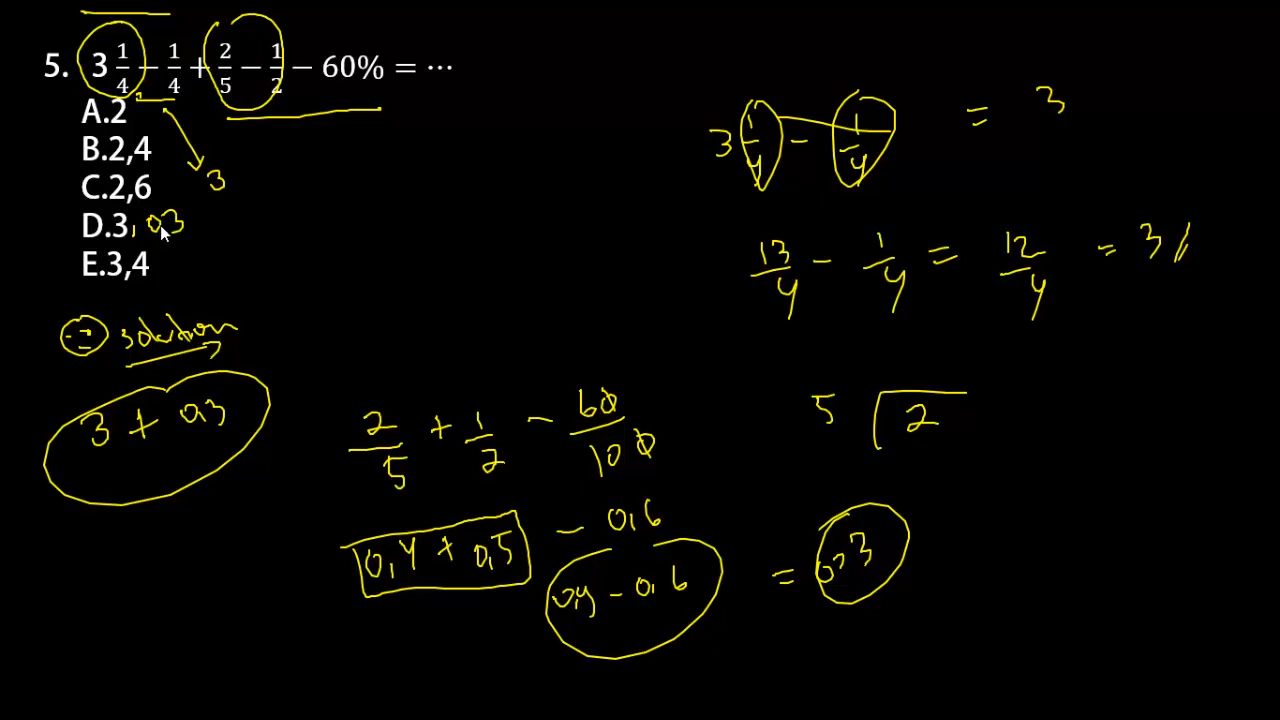 5. 3 1/4 − 1/4 + 2/5 − 1/2 − 60% = ⋯
A.2
B.2,4
C.2,6
D.3,03
E.3,4
3
3 1/4 − 1/4 = 3
13/4 − 1/4 = 12/4 = 3
solution
3 + 0,3
2/5 + 1/2 − 60/100
5 2
0,4 + 0,5 − 0,6
0,9 − 0,6 = 0,3